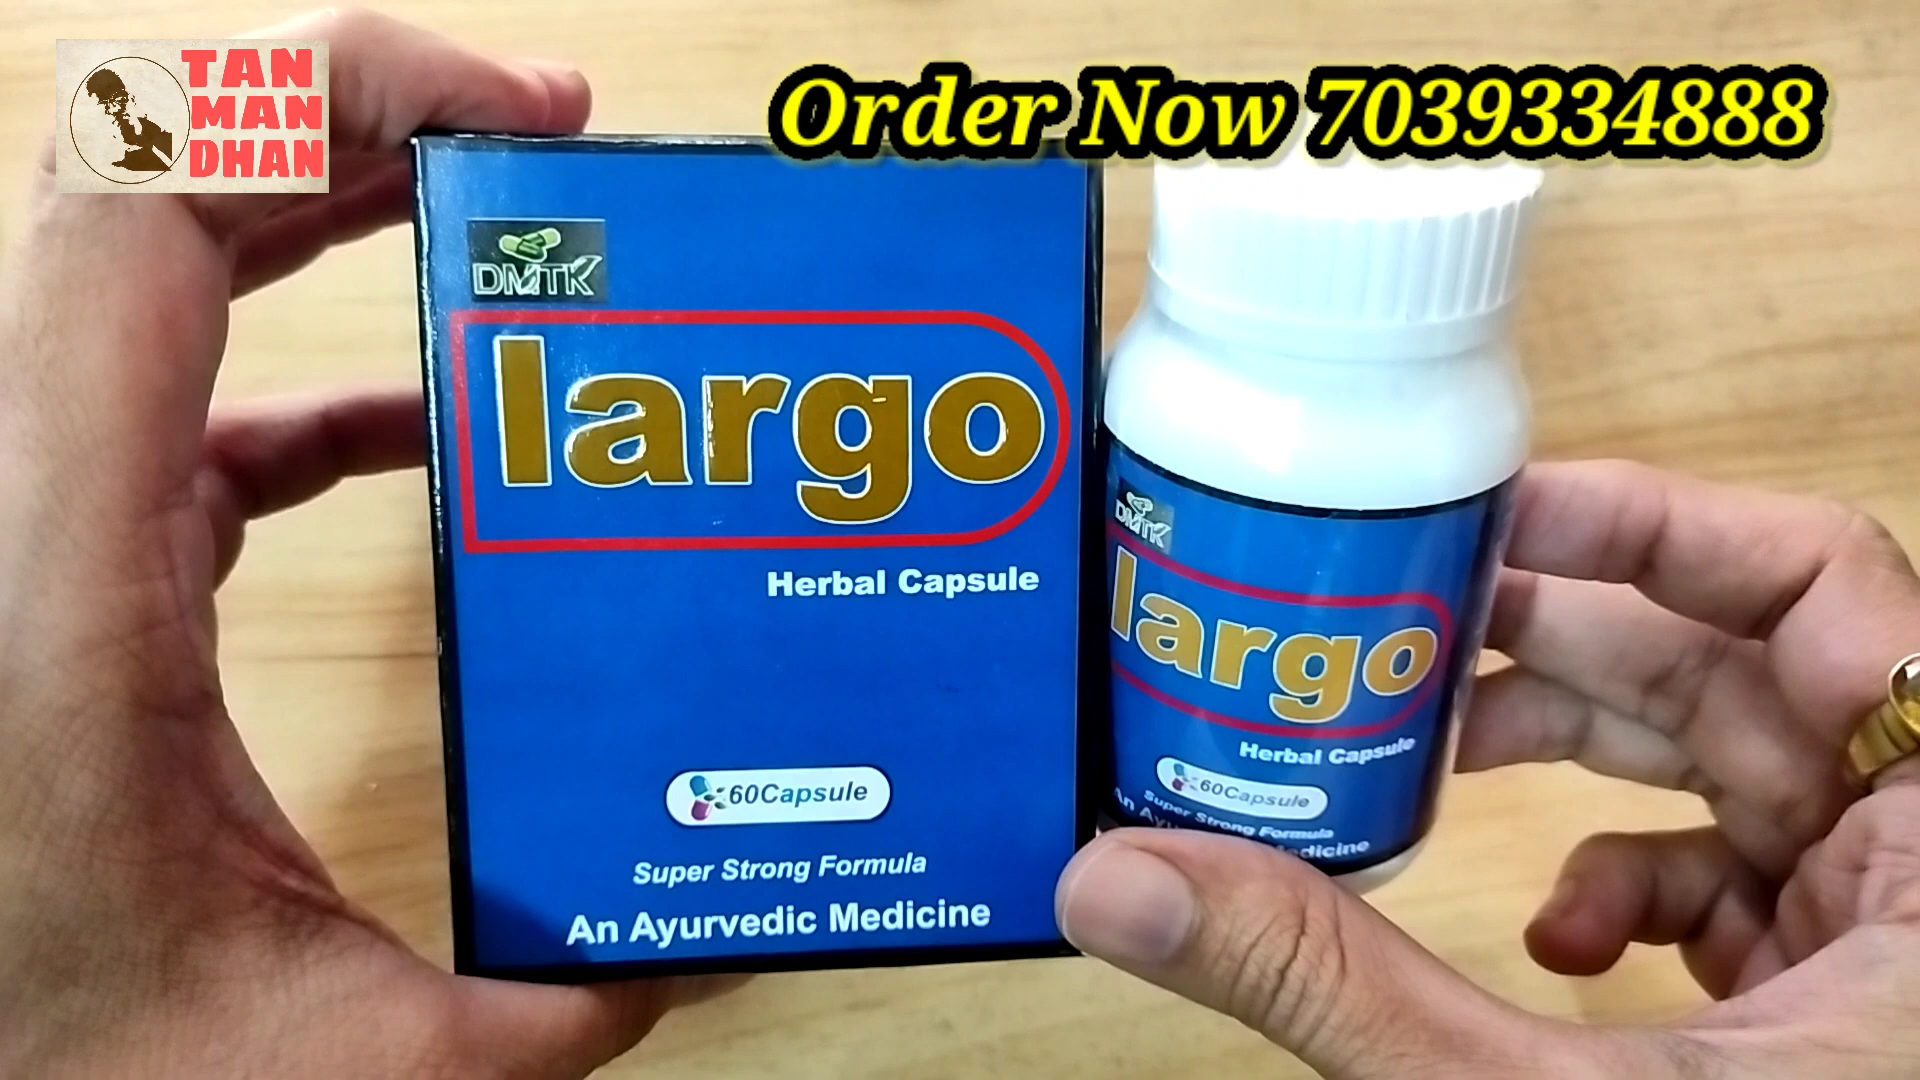 TAN
MAN
DHAN
Order Now 7039334888
DMTK
largo
Herbal Capsule
60Capsule
Super Strong Formula
An Ayurvedic Medicine
DMTK
largo
Herbal Capsule
60Capsule
Super Strong Formula
An